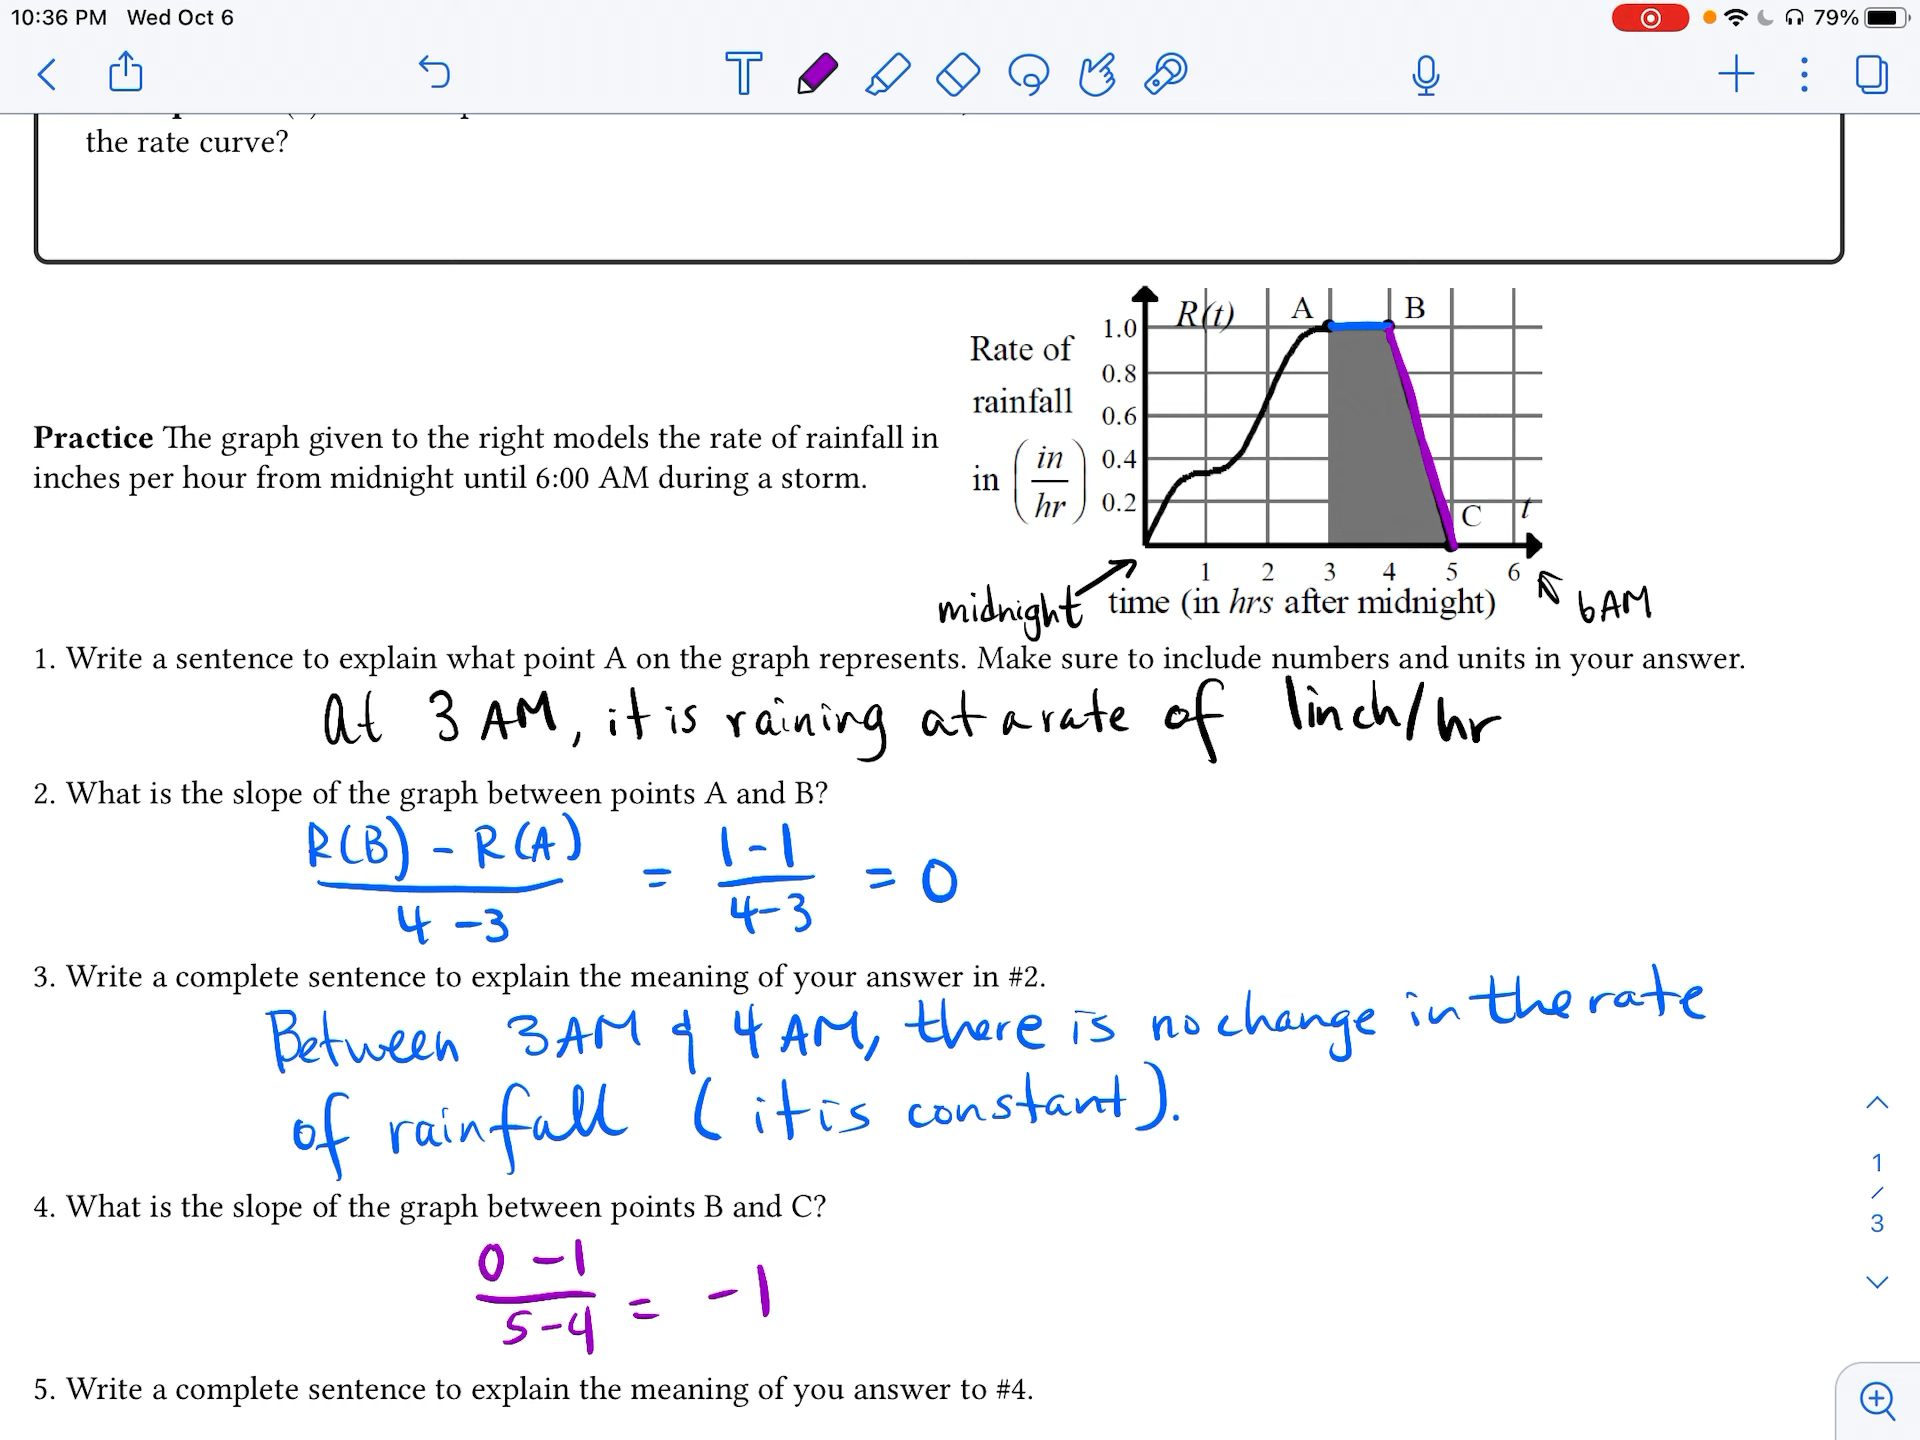 10:36 PM Wed Oct 6
79%
T
the rate curve?
R(t) A B
Rate of
rainfall
in (in/hr)
1.0
0.8
0.6
0.4
0.2
C t
1 2 3 4 5 6
time (in hrs after midnight)
midnight
6AM
Practice The graph given to the right models the rate of rainfall in
inches per hour from midnight until 6:00 AM during a storm.
1. Write a sentence to explain what point A on the graph represents. Make sure to include numbers and units in your answer.
at 3 AM, it is raining at a rate of 1inch/hr
2. What is the slope of the graph between points A and B?
R(B) - R(A) / 4 - 3 = 1 - 1 / 4 - 3 = 0
3. Write a complete sentence to explain the meaning of your answer in #2.
Between 3AM & 4 AM, there is no change in the rate
of rainfall (it is constant).
4. What is the slope of the graph between points B and C?
0 - 1 / 5 - 4 = -1
5. Write a complete sentence to explain the meaning of you answer to #4.
1
/
3